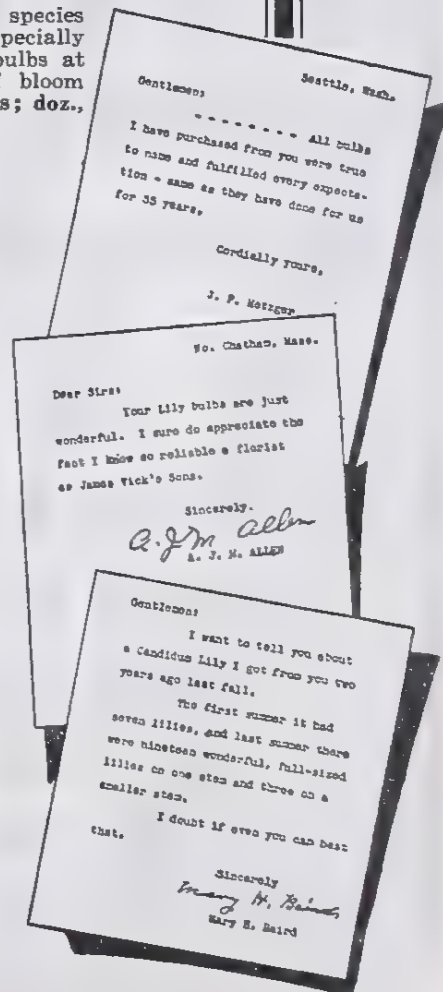 species
pecially
oulbs at
bloom
s; doz.,
Seattle, Wash.
Gentlemen:
- - - - - - - - All bulbs
I have purchased from you were true
to name and fulfilled every expecta-
tion - same as they have done for us
for 35 years.
Cordially yours,
J. P. Metzger
No. Chatham, Mass.
Dear Sirs:
Your Lily bulbs are just
wonderful. I sure do appreciate the
fact I know so reliable a florist
as James Vick's Sons.
Sincerely.
A. J. M. Allen
A. J. M. ALLEN
Gentlemen:
I want to tell you about
a Candidus Lily I got from you two
years ago last fall.
The first summer it had
seven lilies, and last summer there
were nineteen wonderful, full-sized
lilies on one stem and three on a
smaller stem.
I doubt if even you can beat
that.
Sincerely
Mary H. Baird
Mary H. Baird